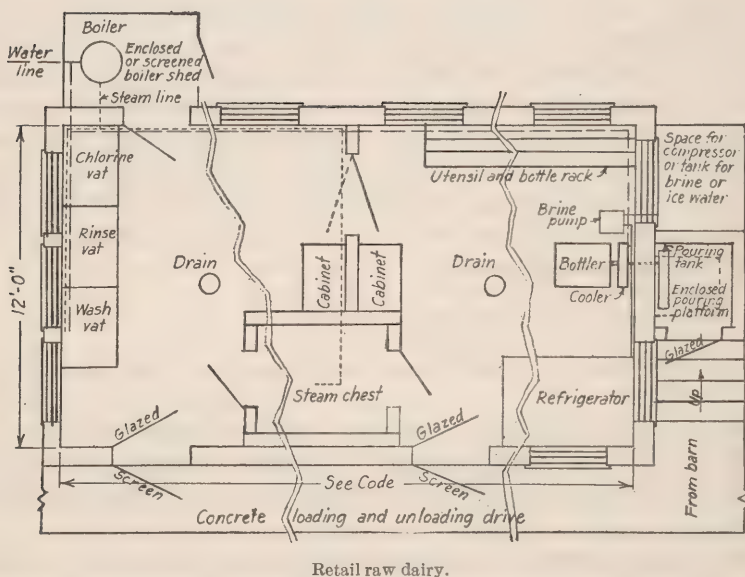 Boiler
Water
line
Enclosed
or screened
boiler shed
Steam line
Chlorine
vat
Rinse
vat
Wash
vat
12'-0"
Drain
Cabinet
Cabinet
Steam chest
Utensil and bottle rack
Brine
pump
Drain
Bottler
Cooler
Refrigerator
Space for
compressor
or tank for
brine or
ice water
Pouring
tank
Enclosed
pouring
platform
Glazed
Up
From barn
Glazed
Screen
Glazed
Screen
See Code
Concrete loading and unloading drive
Retail raw dairy.